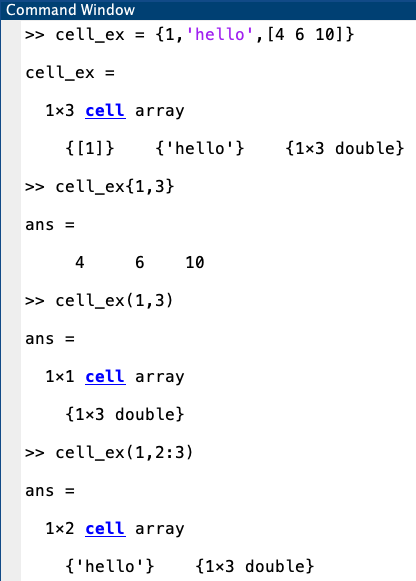 Command Window
>> cell_ex = {1,'hello',[4 6 10]}
cell_ex =
1×3 cell array
{[1]}    {'hello'}    {1×3 double}
>> cell_ex{1,3}
ans =
4     6    10
>> cell_ex(1,3)
ans =
1×1 cell array
{1×3 double}
>> cell_ex(1,2:3)
ans =
1×2 cell array
{'hello'}    {1×3 double}